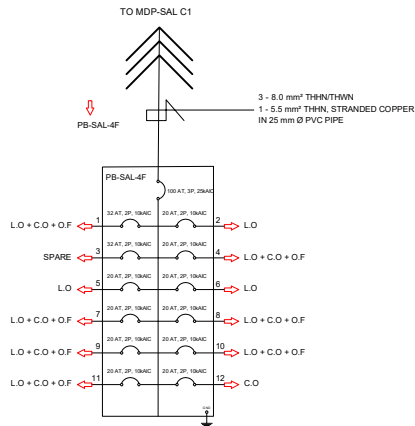 TO MDP-SAL C1
3 - 8.0 mm² THHN/THWN
1 - 5.5 mm² THHN, STRANDED COPPER
IN 25 mm Ø PVC PIPE
PB-SAL-4F
PB-SAL-4F
100 AT, 3P, 25kAIC
L.O + C.O + O.F 1 32 AT, 2P, 10kAIC 20 AT, 2P, 10kAIC 2 L.O
SPARE 3 32 AT, 2P, 10kAIC 20 AT, 2P, 10kAIC 4 L.O + C.O + O.F
L.O 5 20 AT, 2P, 10kAIC 20 AT, 2P, 10kAIC 6 L.O
L.O + C.O + O.F 7 20 AT, 2P, 10kAIC 20 AT, 2P, 10kAIC 8 L.O + C.O + O.F
L.O + C.O + O.F 9 20 AT, 2P, 10kAIC 20 AT, 2P, 10kAIC 10 L.O + C.O + O.F
L.O + C.O + O.F 11 20 AT, 2P, 10kAIC 20 AT, 2P, 10kAIC 12 C.O